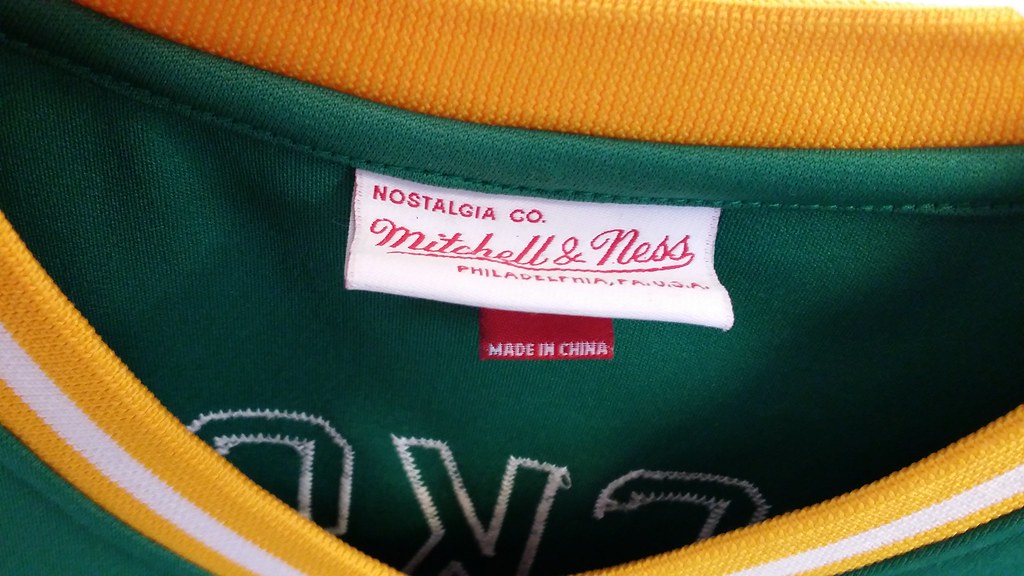 NOSTALGIA CO.
Mitchell & Ness
PHILADELPHIA, PA. U.S.A.
MADE IN CHINA